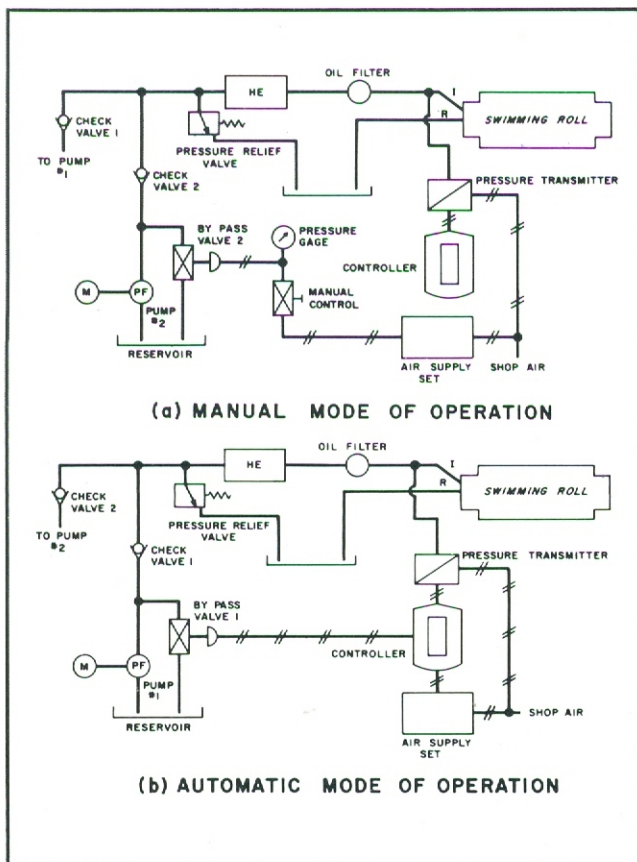 OIL FILTER
HE
I
R
SWIMMING ROLL
CHECK
VALVE 1
TO PUMP
#1
PRESSURE RELIEF
VALVE
CHECK
VALVE 2
PRESSURE TRANSMITTER
BY PASS
VALVE 2
PRESSURE
GAGE
CONTROLLER
MANUAL
CONTROL
M
PF
PUMP
#2
RESERVOIR
AIR SUPPLY
SET
SHOP AIR
(a) MANUAL MODE OF OPERATION
OIL FILTER
HE
I
R
SWIMMING ROLL
CHECK
VALVE 2
TO PUMP
#2
PRESSURE RELIEF
VALVE
CHECK
VALVE 1
PRESSURE TRANSMITTER
BY PASS
VALVE 1
CONTROLLER
M
PF
PUMP
#1
RESERVOIR
SHOP AIR
AIR SUPPLY
SET
(b) AUTOMATIC MODE OF OPERATION